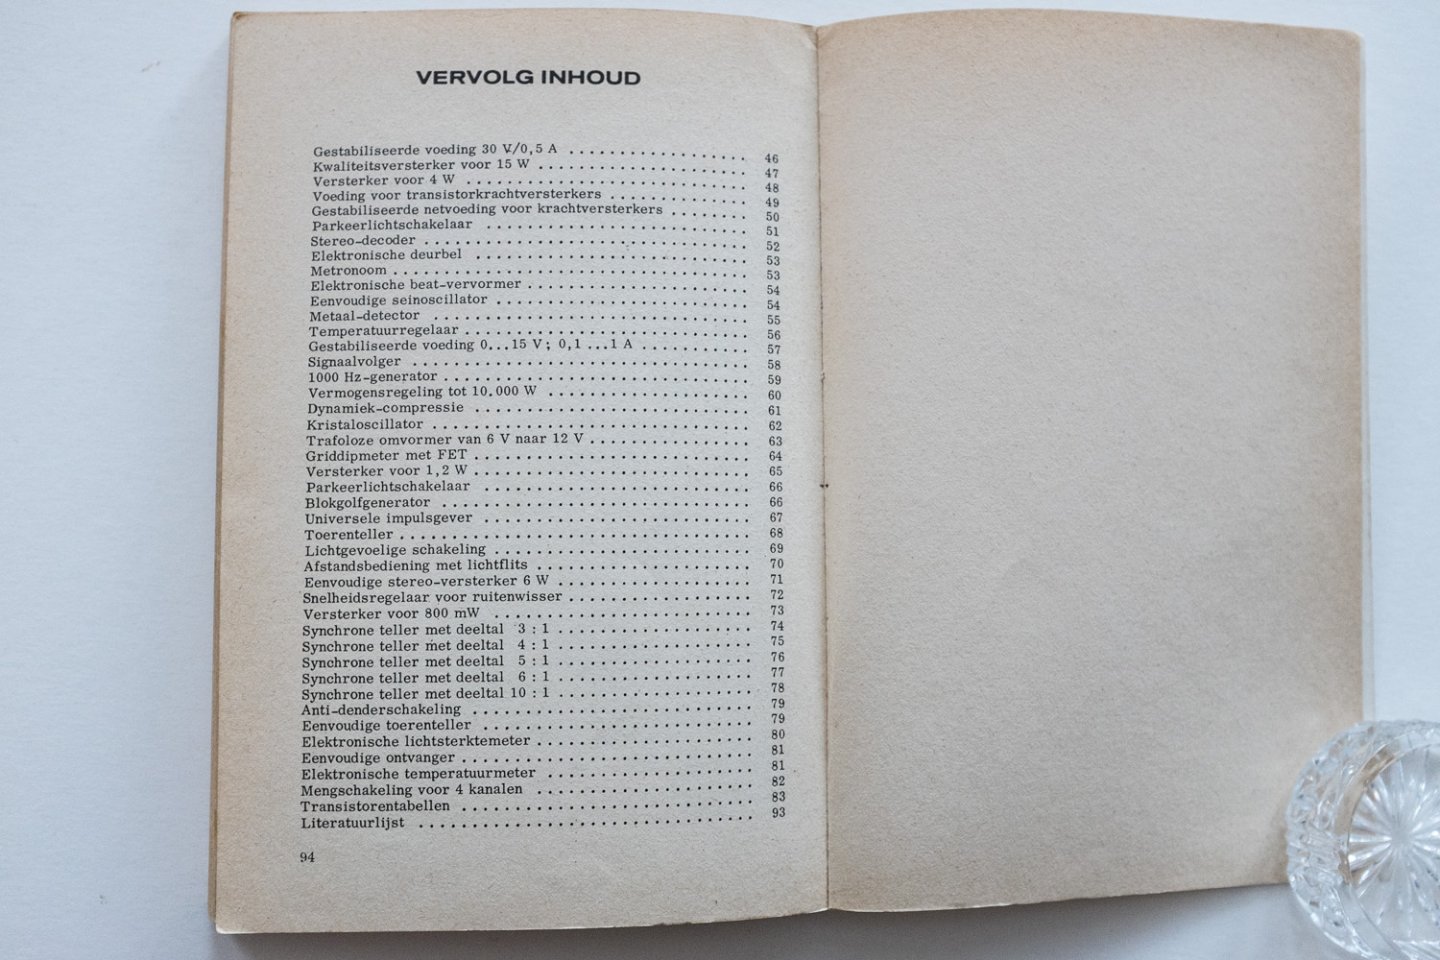 VERVOLG INHOUD
Gestabiliseerde voeding 30 V/0,5 A .................. 46
Kwaliteitsversterker voor 15 W .................... 47
Versterker voor 4 W .......................... 48
Voeding voor transistorkrachtversterkers ............. 49
Gestabiliseerde netvoeding voor krachtversterkers ........ 50
Parkeerlichtschakelaar ........................ 51
Stereo-decoder .............................. 52
Elektronische deurbel ......................... 53
Metronoom ................................. 53
Elektronische beat-vervormer ..................... 54
Eenvoudige seinoscillator ........................ 54
Metaal-detector ............................. 55
Temperatuurregelaar .......................... 56
Gestabiliseerde voeding 0...15 V; 0,1 ...1 A ........... 57
Signaalvolger ............................... 58
1000 Hz-generator ............................ 59
Vermogensregeling tot 10.000 W ................... 60
Dynamiek-compressie ......................... 61
Kristaloscillator ............................. 62
Trafoloze omvormer van 6 V naar 12 V ............... 63
Griddipmeter met FET .......................... 64
Versterker voor 1,2 W .......................... 65
Parkeerlichtschakelaar ......................... 66
Blokgolfgenerator ............................ 66
Universele impulsgever ......................... 67
Toerenteller ................................ 68
Lichtgevoelige schakeling ........................ 69
Afstandsbediening met lichtflits .................... 70
Eenvoudige stereo-versterker 6 W .................. 71
Snelheidsregelaar voor ruitenwisser ................. 72
Versterker voor 800 mW ........................ 73
Synchrone teller met deeltal 3 : 1 .................. 74
Synchrone teller met deeltal 4 : 1 .................. 75
Synchrone teller met deeltal 5 : 1 .................. 76
Synchrone teller met deeltal 6 : 1 .................. 77
Synchrone teller met deeltal 10 : 1 .................. 78
Anti-denderschakeling ......................... 79
Eenvoudige toerenteller ......................... 79
Elektronische lichtsterktemeter .................... 80
Eenvoudige ontvanger .......................... 81
Elektronische temperatuurmeter ................... 81
Mengschakeling voor 4 kanalen .................... 82
Transistorentabellen .......................... 83
Literatuurlijst .............................. 93
94